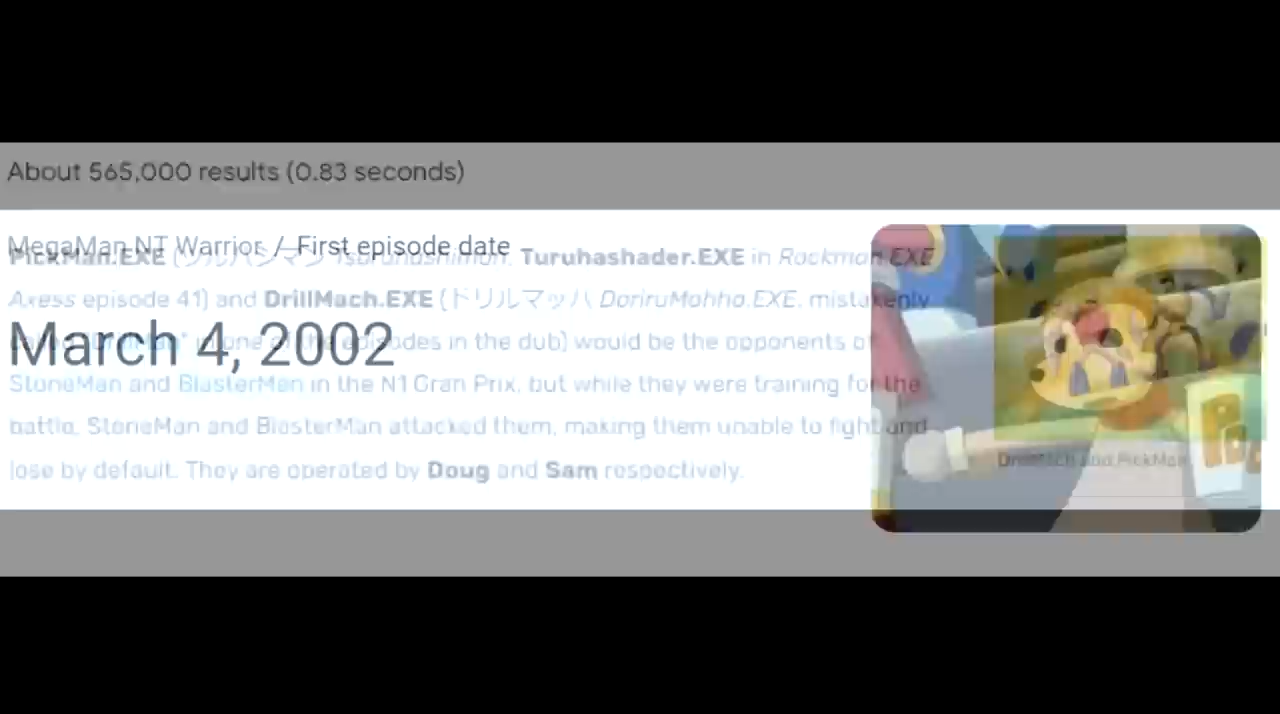 About 565,000 results (0.83 seconds)
MegaMan NT Warrior / First episode date
March 4, 2002
PickMan.EXE (ツルハシマン Tsuruhashiman, Turuhashader.EXE in Rockman EXE
Axess episode 41) and DrillMach.EXE (ドリルマッハ DoriruMahha.EXE, mistakenly
called "DrillMan" in one of the episodes in the dub) would be the opponents of
StoneMan and BlasterMan in the N1 Gran Prix, but while they were training for the
battle, StoneMan and BlasterMan attacked them, making them unable to fight and
lose by default. They are operated by Doug and Sam respectively.
DrillMach and PickMan